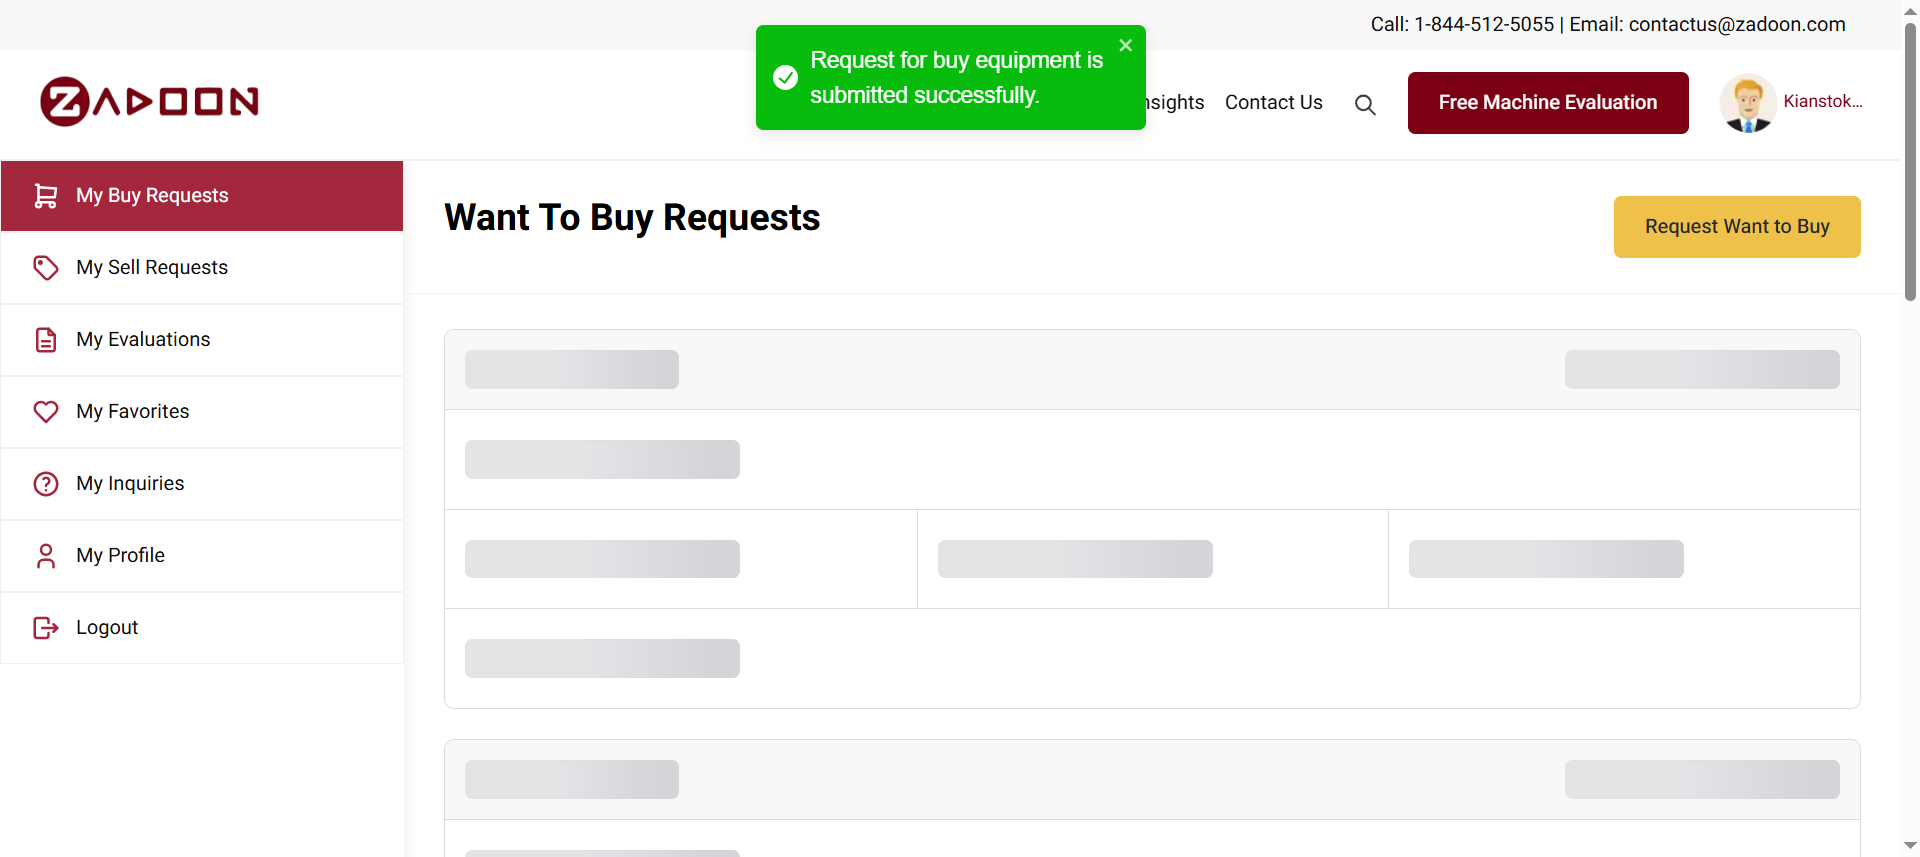 Call: 1-844-512-5055 | Email: contactus@zadoon.com
Request for buy equipment is
submitted successfully.
ZADOON
nsights
Contact Us
Free Machine Evaluation
Kianstok...
My Buy Requests
My Sell Requests
My Evaluations
My Favorites
My Inquiries
My Profile
Logout
Want To Buy Requests
Request Want to Buy